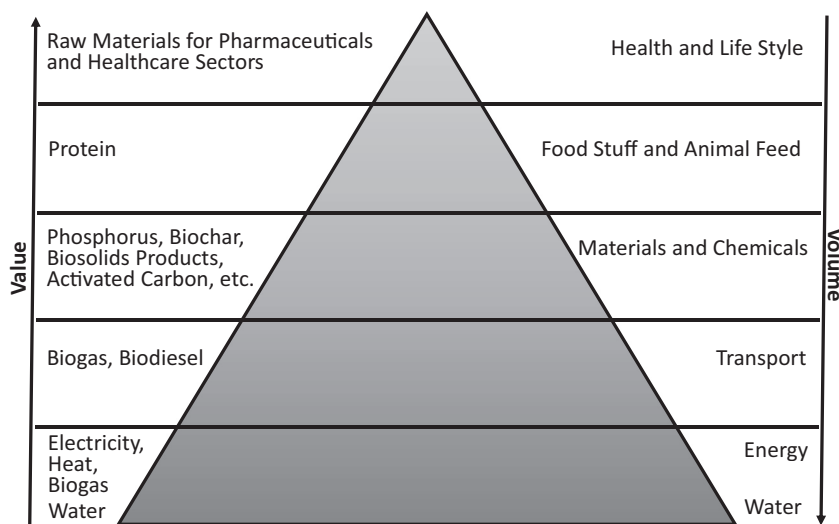 Raw Materials for Pharmaceuticals
and Healthcare Sectors
Health and Life Style
Protein
Food Stuff and Animal Feed
Value
Phosphorus, Biochar,
Biosolids Products,
Activated Carbon, etc.
Materials and Chemicals
Volume
Biogas, Biodiesel
Transport
Electricity,
Heat,
Biogas
Water
Energy
Water